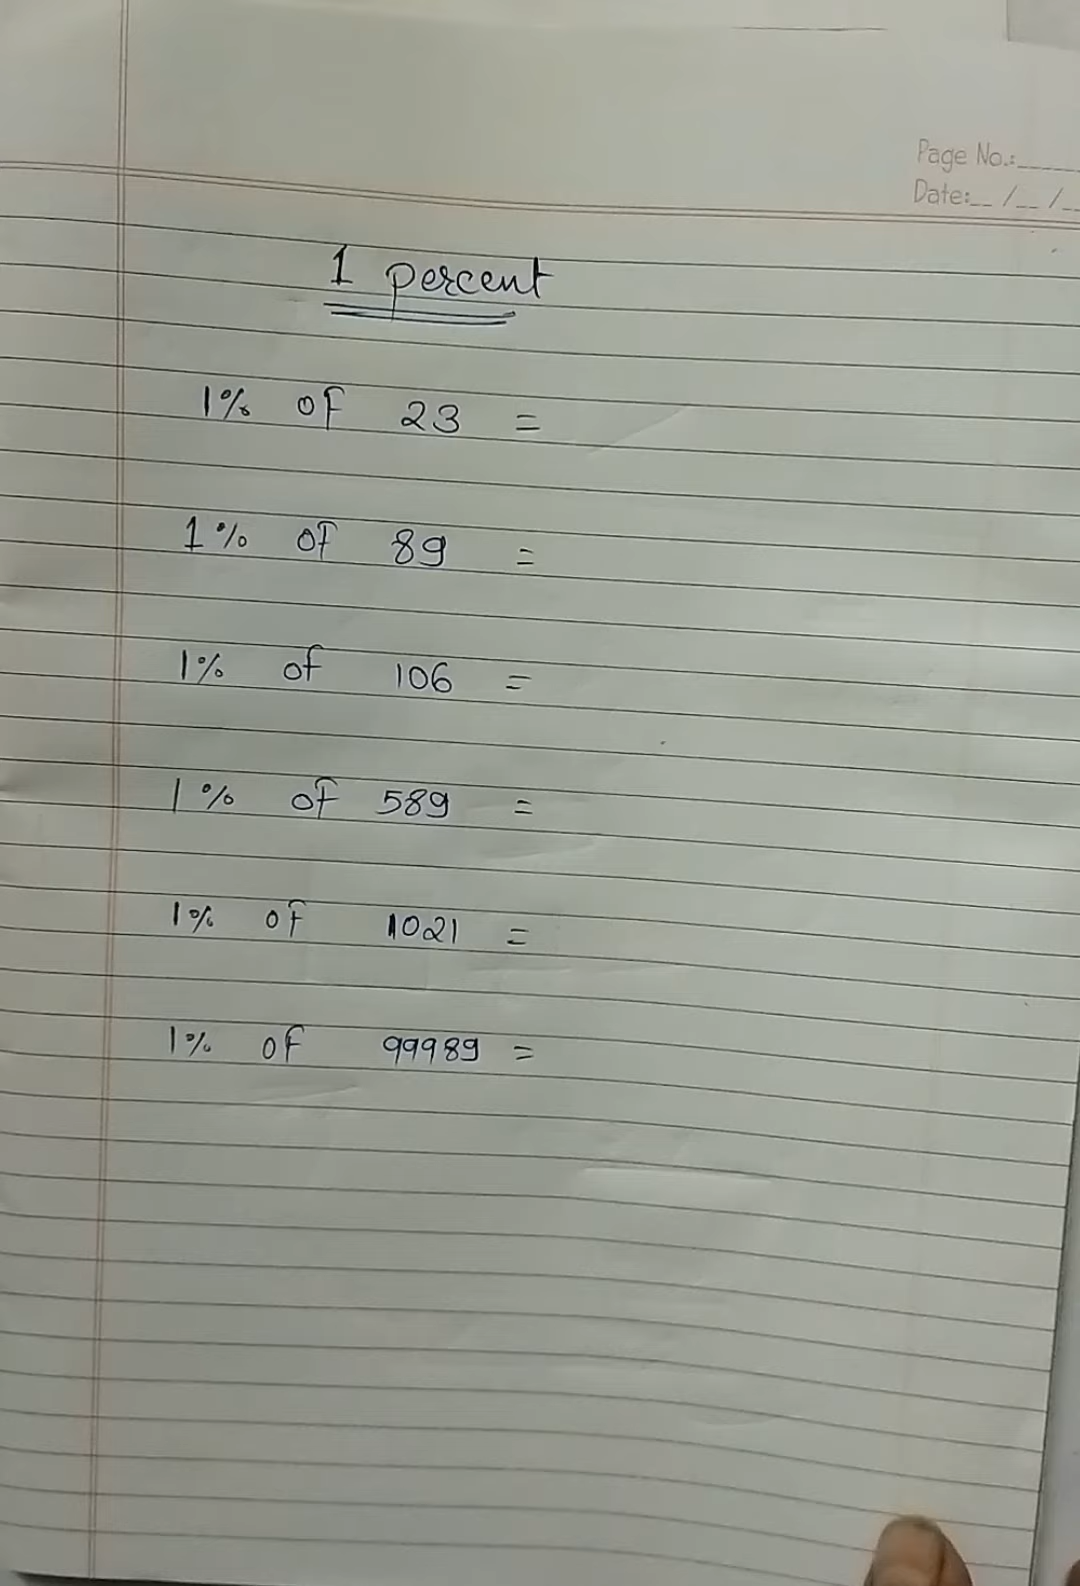 Page No.:
Date: / /
1 percent
1% of 23 =
1% of 89 =
1% of 106 =
1% of 589 =
1% of 1021 =
1% of 99989 =